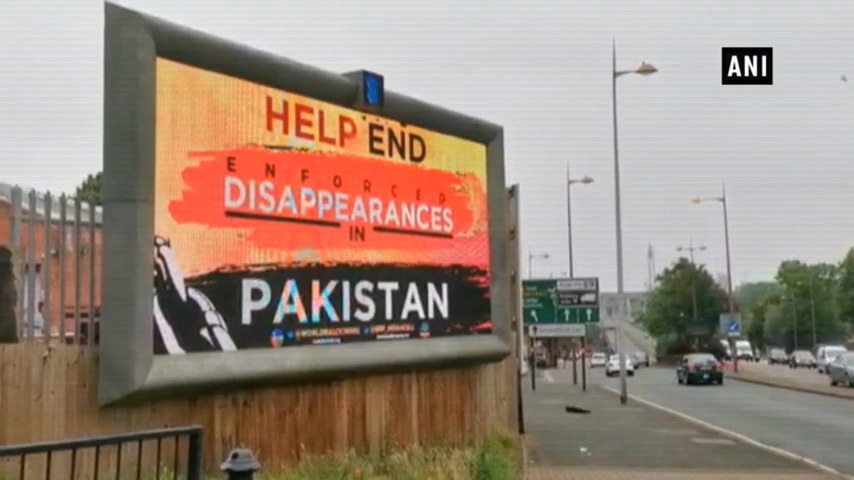 ANI
HELP END
ENFORCED
DISAPPEARANCES
IN
PAKISTAN